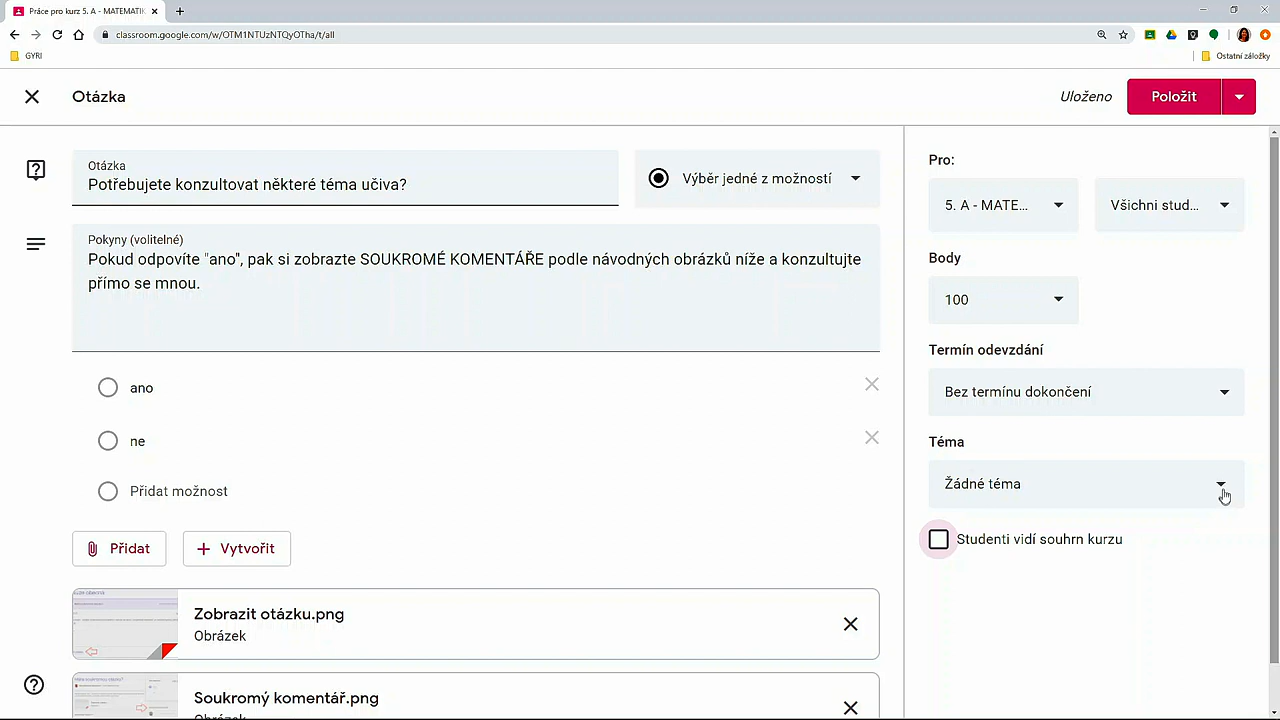 Práce pro kurz 5. A - MATEMATIK
classroom.google.com/w/OTM1NTUzNTQyOTha/t/all
GYRI
Ostatní záložky
Otázka
Uloženo
Položit
Otázka
Potřebujete konzultovat některé téma učiva?
Výběr jedné z možností
Pokyny (volitelné)
Pokud odpovíte "ano", pak si zobrazte SOUKROMÉ KOMENTÁŘE podle návodných obrázků níže a konzultujte
přímo se mnou.
ano
ne
Přidat možnost
Přidat
Vytvořit
Zobrazit otázku.png
Obrázek
Soukromý komentář.png
Obrázek
Pro:
5. A - MATE...
Všichni stud...
Body
100
Termín odevzdání
Bez termínu dokončení
Téma
Žádné téma
Studenti vidí souhrn kurzu